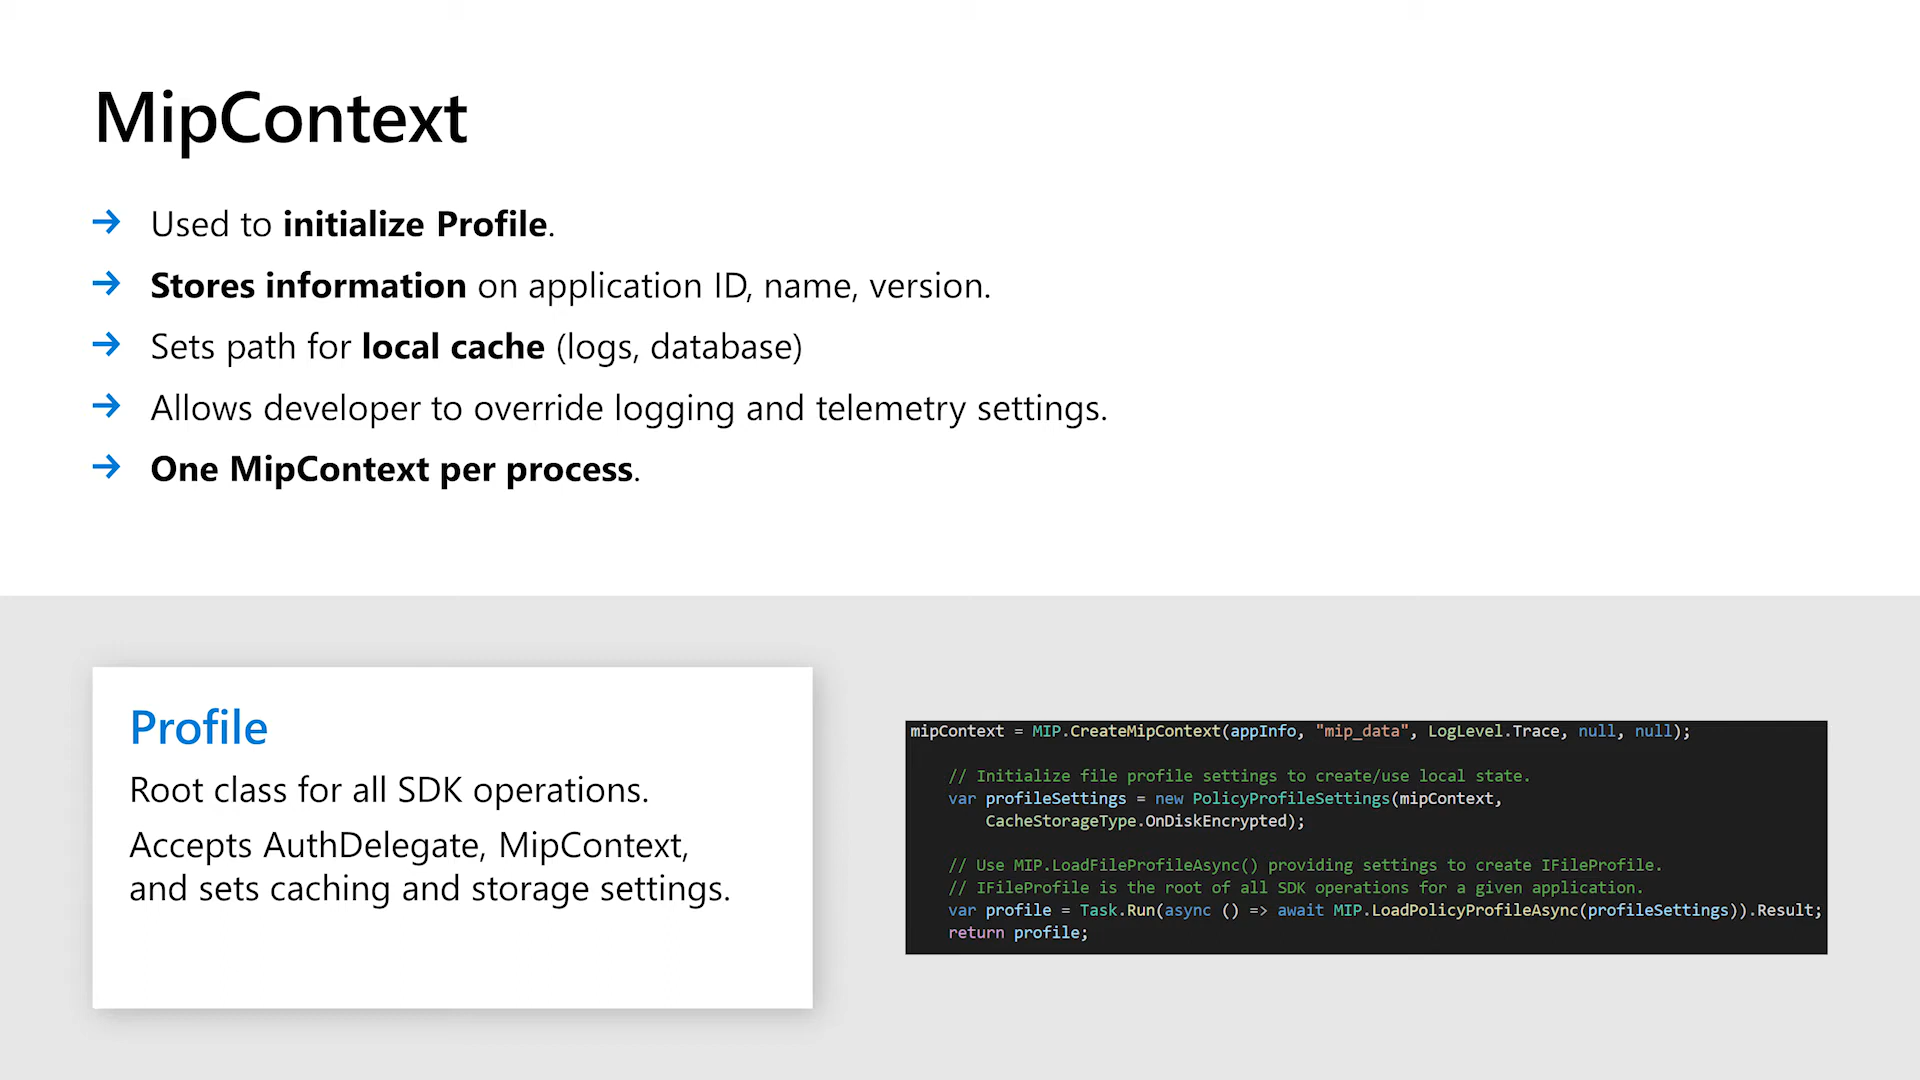 MipContext
→ Used to initialize Profile.
→ Stores information on application ID, name, version.
→ Sets path for local cache (logs, database)
→ Allows developer to override logging and telemetry settings.
→ One MipContext per process.
Profile
Root class for all SDK operations.
Accepts AuthDelegate, MipContext,
and sets caching and storage settings.
mipContext = MIP.CreateMipContext(appInfo, "mip_data", LogLevel.Trace, null, null);
// Initialize file profile settings to create/use local state.
var profileSettings = new PolicyProfileSettings(mipContext,
CacheStorageType.OnDiskEncrypted);
// Use MIP.LoadFileProfileAsync() providing settings to create IFileProfile.
// IFileProfile is the root of all SDK operations for a given application.
var profile = Task.Run(async () => await MIP.LoadPolicyProfileAsync(profileSettings)).Result;
return profile;